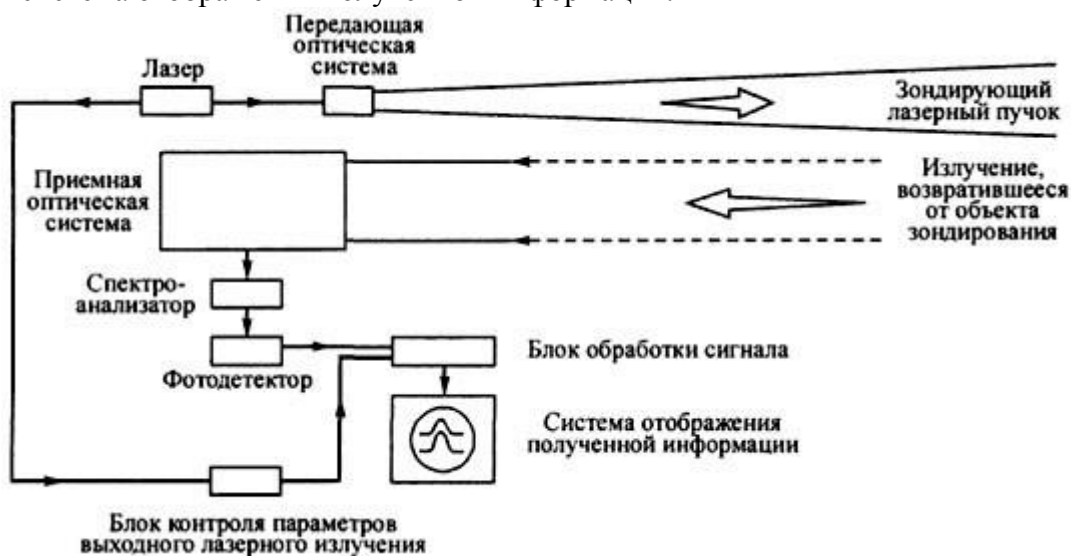 Передающая
оптическая
система
Лазер
Зондирующий
лазерный пучок
Приемная
оптическая
система
Излучение,
возвратившееся
от объекта
зондирования
Спектро-
анализатор
Фотодетектор
Блок обработки сигнала
Система отображения
полученной информации
Блок контроля параметров
выходного лазерного излучения